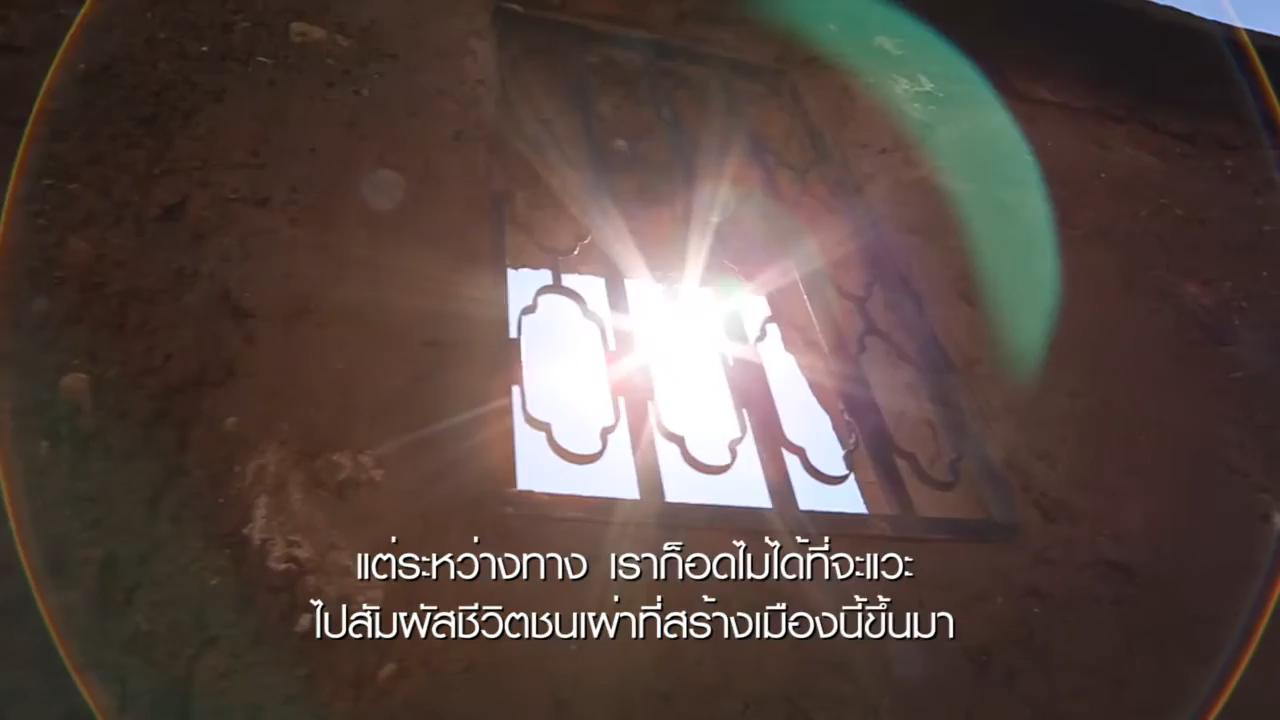 แต่ระหว่างทาง เราก็อดไม่ได้ที่จะแวะ
ไปสัมผัสชีวิตชนเผ่าที่สร้างเมืองนี้ขึ้นมา